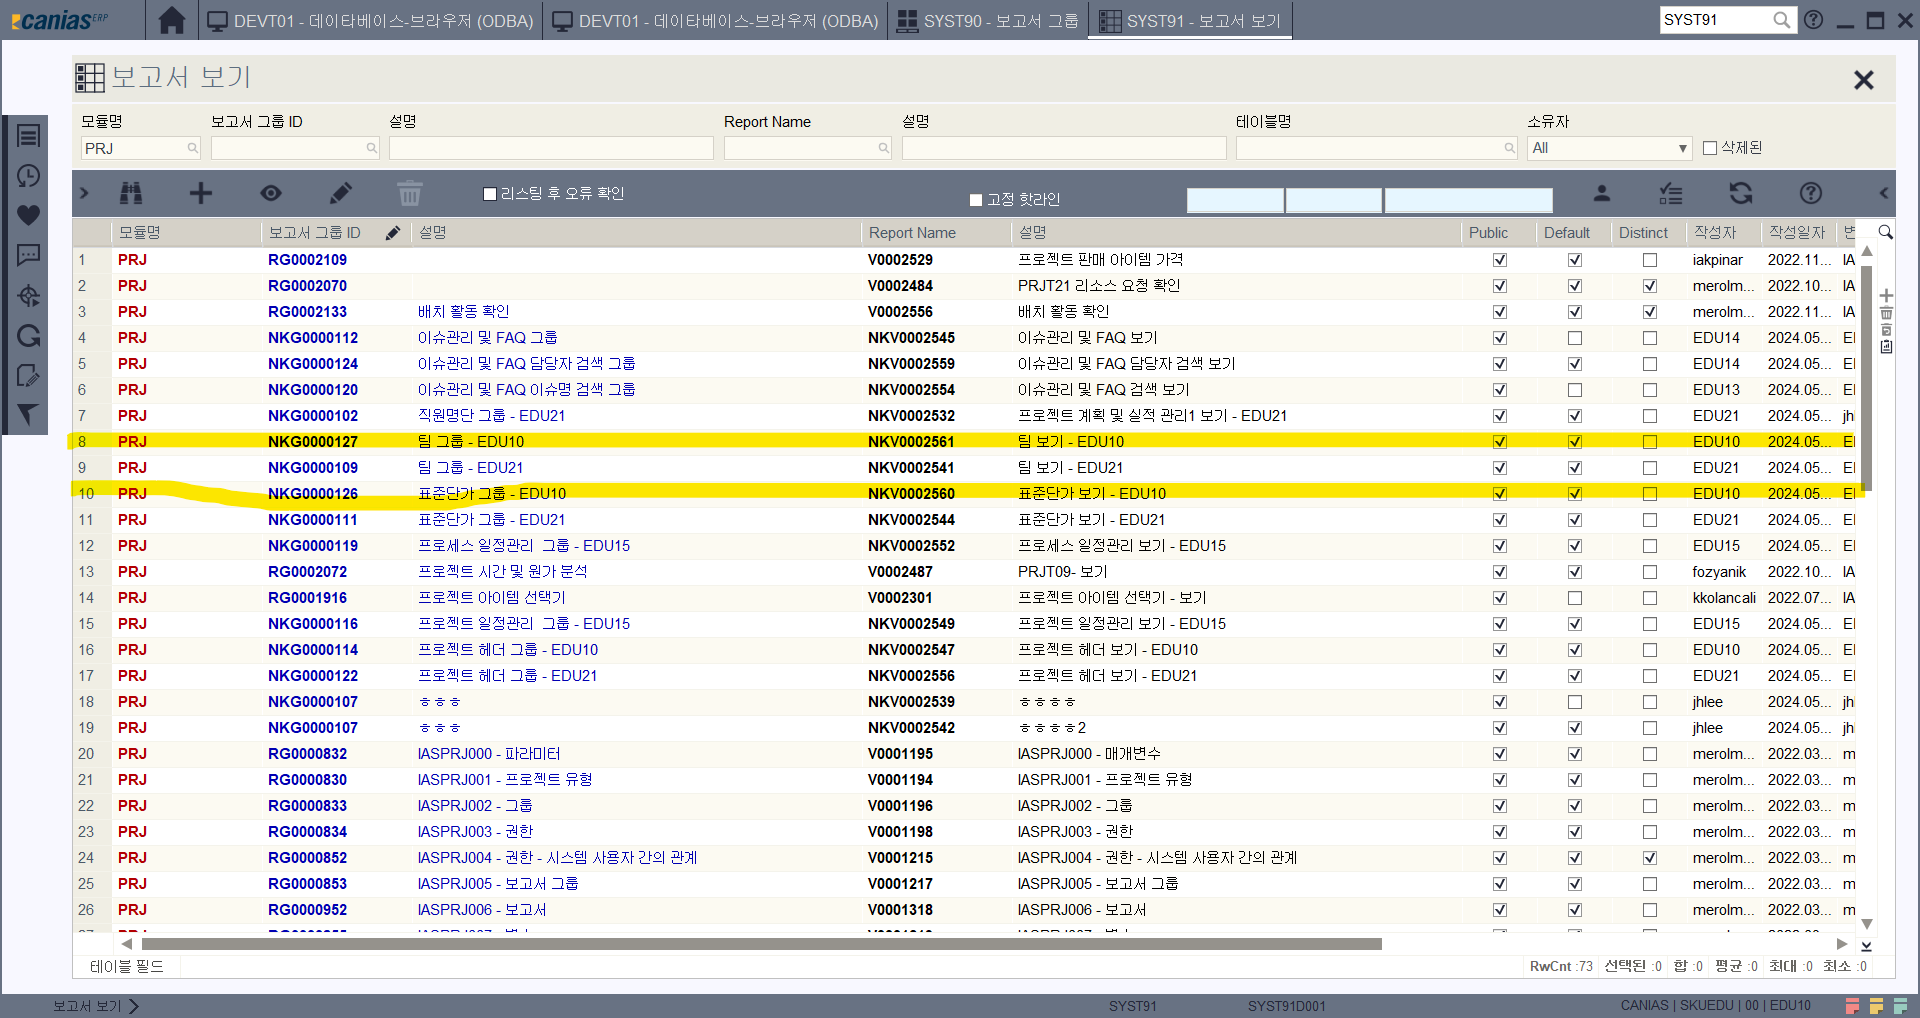 canias ERP
DEVT01 - 데이타베이스-브라우저 (ODBA)
DEVT01 - 데이타베이스-브라우저 (ODBA)
SYST90 - 보고서 그룹
SYST91 - 보고서 보기
SYST91
보고서 보기
모듈명 보고서 그룹 ID 설명 Report Name 설명 테이블명 소유자
PRJ All 삭제된
리스팅 후 오류 확인 고정 핫라인
모듈명 보고서 그룹 ID 설명 Report Name 설명 Public Default Distinct 작성자 작성일자
1 PRJ RG0002109 V0002529 프로젝트 판매 아이템 가격 iakpinar 2022.11... IA
2 PRJ RG0002070 V0002484 PRJT21 리소스 요청 확인 merolm... 2022.10... IA
3 PRJ RG0002133 배치 활동 확인 V0002556 배치 활동 확인 merolm... 2022.11... IA
4 PRJ NKG0000112 이슈관리 및 FAQ 그룹 NKV0002545 이슈관리 및 FAQ 보기 EDU14 2024.05... EI
5 PRJ NKG0000124 이슈관리 및 FAQ 담당자 검색 그룹 NKV0002559 이슈관리 및 FAQ 담당자 검색 보기 EDU14 2024.05... EI
6 PRJ NKG0000120 이슈관리 및 FAQ 이슈명 검색 그룹 NKV0002554 이슈관리 및 FAQ 검색 보기 EDU13 2024.05... EI
7 PRJ NKG0000102 직원명단 그룹 - EDU21 NKV0002532 프로젝트 계획 및 실적 관리1 보기 - EDU21 EDU21 2024.05... jhl
8 PRJ NKG0000127 팀 그룹 - EDU10 NKV0002561 팀 보기 - EDU10 EDU10 2024.05... EI
9 PRJ NKG0000109 팀 그룹 - EDU21 NKV0002541 팀 보기 - EDU21 EDU21 2024.05... EI
10 PRJ NKG0000126 표준단가 그룹 - EDU10 NKV0002560 표준단가 보기 - EDU10 EDU10 2024.05... EI
11 PRJ NKG0000111 표준단가 그룹 - EDU21 NKV0002544 표준단가 보기 - EDU21 EDU21 2024.05... EI
12 PRJ NKG0000119 프로세스 일정관리 그룹 - EDU15 NKV0002552 프로세스 일정관리 보기 - EDU15 EDU15 2024.05... EI
13 PRJ RG0002072 프로젝트 시간 및 원가 분석 V0002487 PRJT09- 보기 fozyanik 2022.10... IA
14 PRJ RG0001916 프로젝트 아이템 선택기 V0002301 프로젝트 아이템 선택기 - 보기 kkolancali 2022.07... IA
15 PRJ NKG0000116 프로젝트 일정관리 그룹 - EDU15 NKV0002549 프로젝트 일정관리 보기 - EDU15 EDU15 2024.05... EI
16 PRJ NKG0000114 프로젝트 헤더 그룹 - EDU10 NKV0002547 프로젝트 헤더 보기 - EDU10 EDU10 2024.05... EI
17 PRJ NKG0000122 프로젝트 헤더 그룹 - EDU21 NKV0002556 프로젝트 헤더 보기 - EDU21 EDU21 2024.05... EI
18 PRJ NKG0000107 ㅎㅎㅎ NKV0002539 ㅎㅎㅎㅎ jhlee 2024.05... jhl
19 PRJ NKG0000107 ㅎㅎㅎ NKV0002542 ㅎㅎㅎㅎ2 jhlee 2024.05... jhl
20 PRJ RG0000832 IASPRJ000 - 파라미터 V0001195 IASPRJ000 - 매개변수 merolm... 2022.03... m
21 PRJ RG0000830 IASPRJ001 - 프로젝트 유형 V0001194 IASPRJ001 - 프로젝트 유형 merolm... 2022.03... m
22 PRJ RG0000833 IASPRJ002 - 그룹 V0001196 IASPRJ002 - 그룹 merolm... 2022.03... m
23 PRJ RG0000834 IASPRJ003 - 권한 V0001198 IASPRJ003 - 권한 merolm... 2022.03... m
24 PRJ RG0000852 IASPRJ004 - 권한 - 시스템 사용자 간의 관계 V0001215 IASPRJ004 - 권한 - 시스템 사용자 간의 관계 merolm... 2022.03... m
25 PRJ RG0000853 IASPRJ005 - 보고서 그룹 V0001217 IASPRJ005 - 보고서 그룹 merolm... 2022.03... m
26 PRJ RG0000952 IASPRJ006 - 보고서 V0001318 IASPRJ006 - 보고서 merolm... 2022.03... m
테이블 필드 RwCnt :73 선택된 :0 합 :0 평균 :0 최대 :0 최소 :0
보고서 보기 SYST91 SYST91D001 CANIAS | SKUEDU | 00 | EDU10